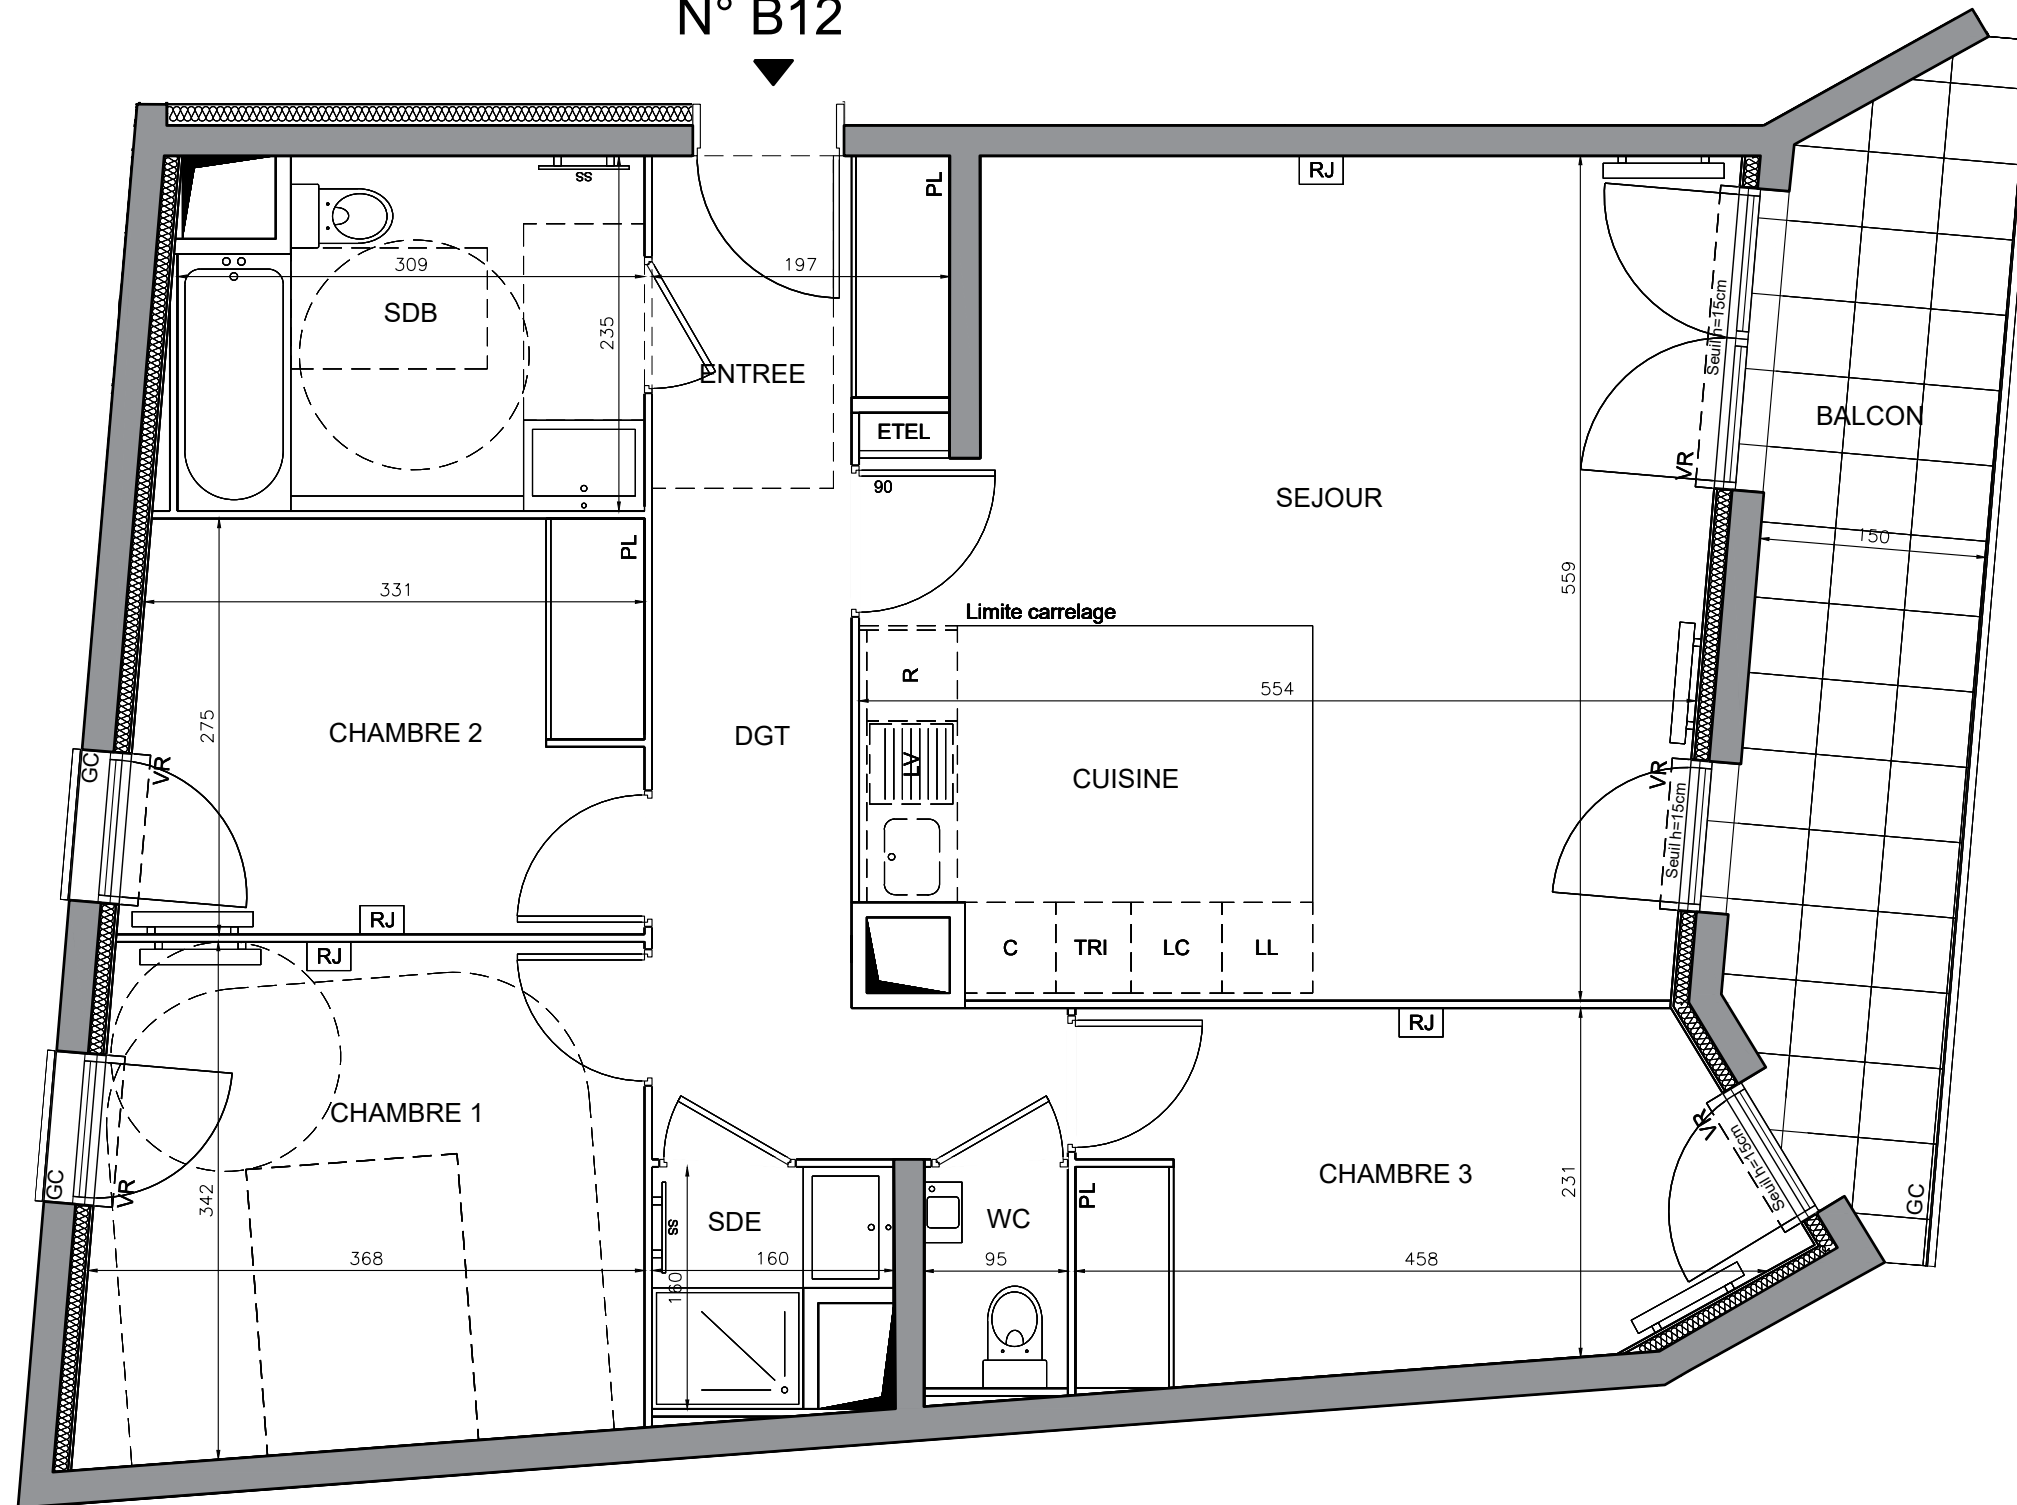 N° B12
PL
RJ
SS
309
197
SDB
235
ENTREE
Seuil h=15cm
ETEL
BALCON
VR
90
SEJOUR
PL
150
331
559
Limite carrelage
R
554
275
CHAMBRE 2
DGT
LV
CUISINE
GC
VR
VR
Seuil h=15cm
RJ
RJ
C
TRI
LC
LL
RJ
CHAMBRE 1
VR
Seuil h=15cm
CHAMBRE 3
231
GC
VR
342
SS
SDE
WC
PL
GC
368
160
160
95
458